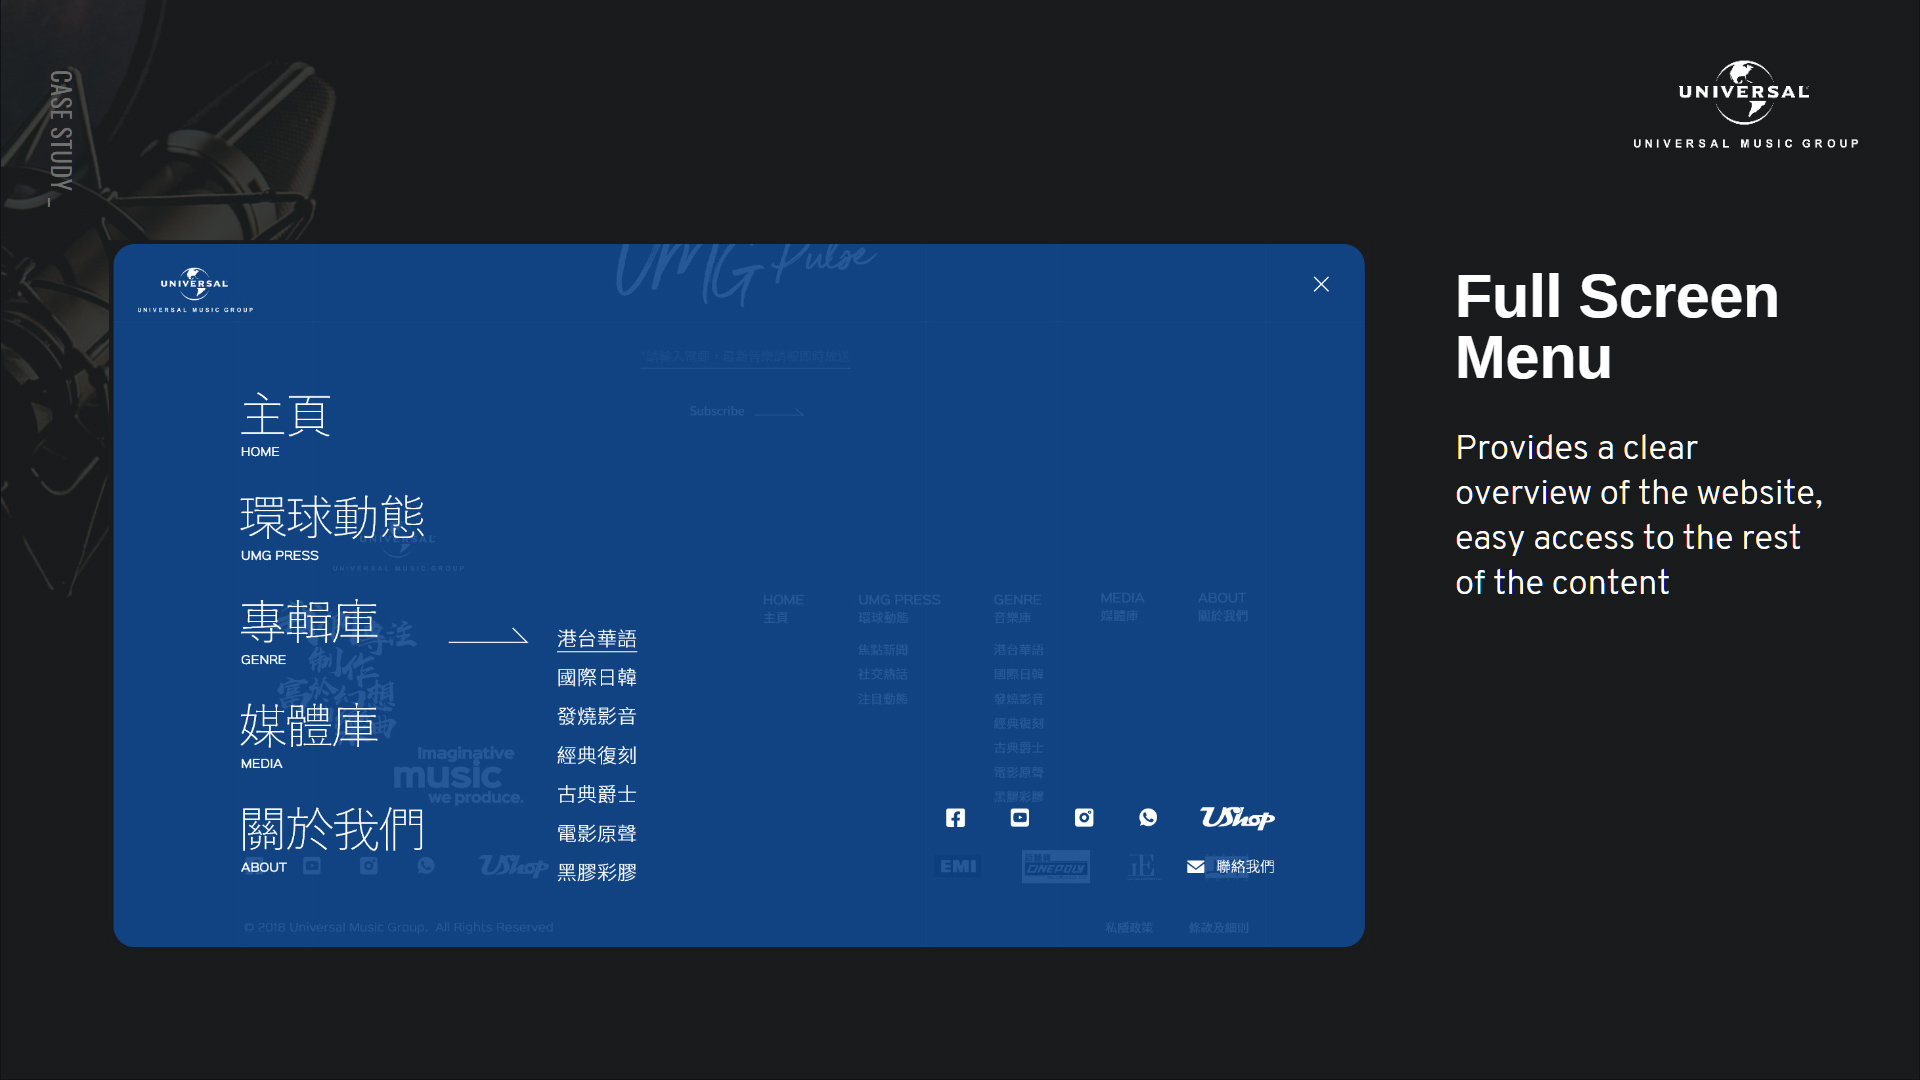 CASE STUDY –
UNIVERSAL
UNIVERSAL MUSIC GROUP
UNIVERSAL
UNIVERSAL MUSIC GROUP
UMG Pulse
Subscribe
主頁
HOME
環球動態
UMG PRESS
專輯庫
GENRE
媒體庫
MEDIA
關於我們
ABOUT
港台華語
國際日韓
發燒影音
經典復刻
古典爵士
電影原聲
黑膠彩膠
UNIVERSAL
UNIVERSAL MUSIC GROUP
Imaginative
music
we produce.
HOME
主頁
UMG PRESS
環球動態
焦點新聞
社交熱話
注目動態
GENRE
音樂庫
港台華語
國際日韓
發燒影音
經典復刻
古典爵士
電影原聲
黑膠彩膠
MEDIA
媒體庫
ABOUT
關於我們
UShop
聯絡我們
UShop
EMI
CINEPOLY
© 2018 Universal Music Group. All Rights Reserved
私隱政策
條款及細則
Full Screen
Menu
Provides a clear
overview of the website,
easy access to the rest
of the content